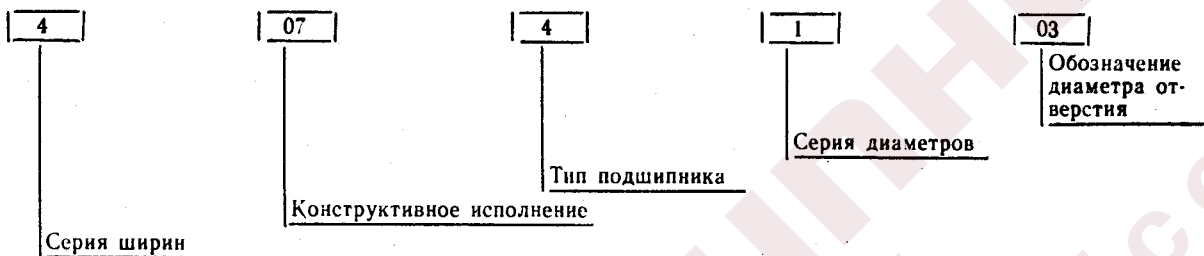 4 07 4 1 03
Обозначение
диаметра от-
верстия
Серия диаметров
Тип подшипника
Конструктивное исполнение
Серия ширин